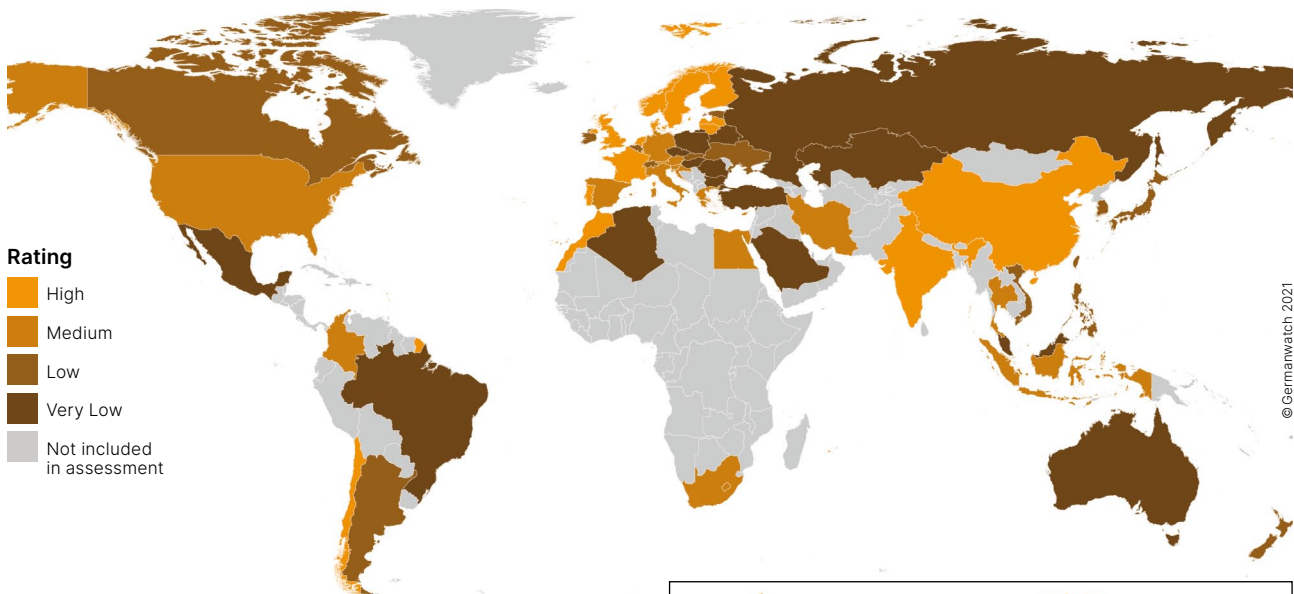 Rating
High
Medium
Low
Very Low
Not included
in assessment
© Germanwatch 2021